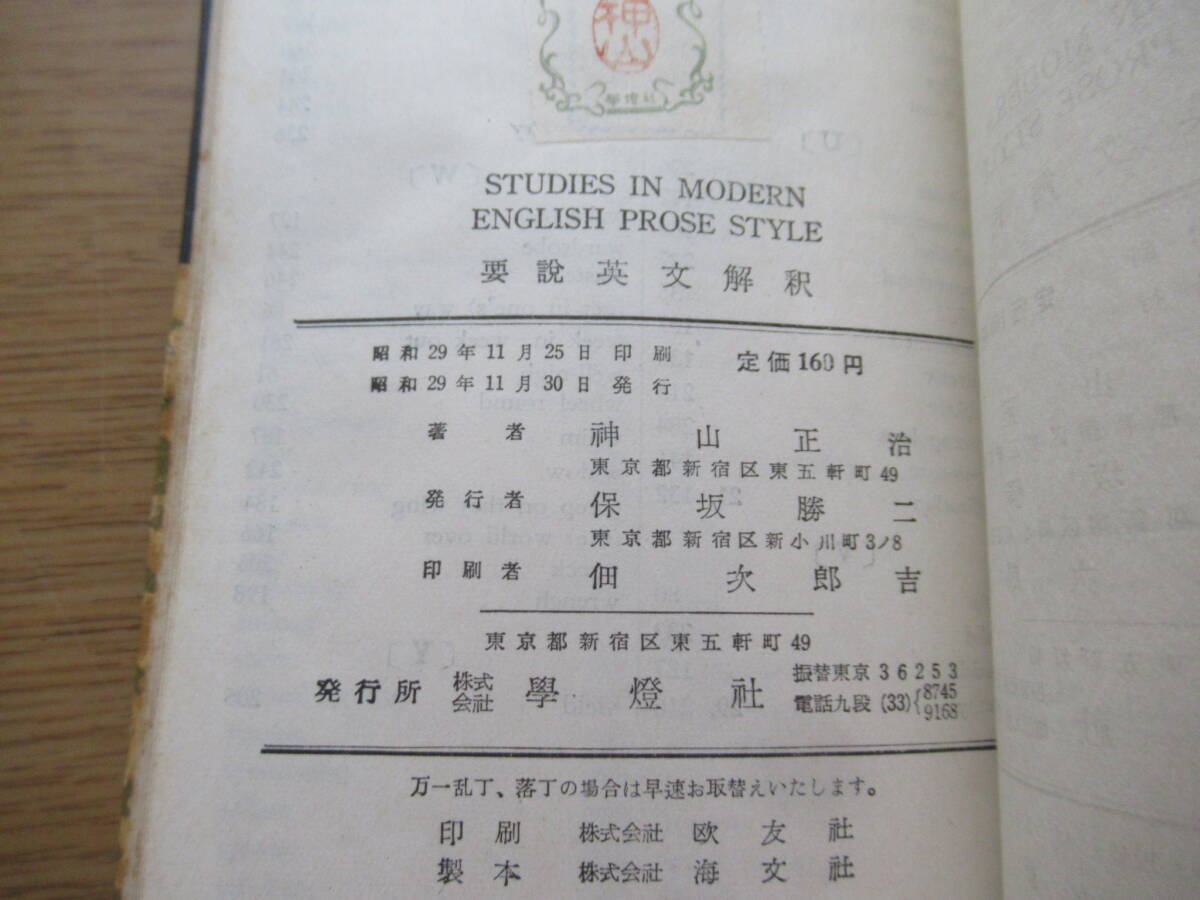 神山
學燈社
STUDIES IN MODERN
ENGLISH PROSE STYLE
要說英文解釈
昭和29年11月25日 印刷
昭和29年11月30日 発行
定価160円
著者 神山正治
東京都新宿区東五軒町49
発行者 保坂勝二
東京都新宿区新小川町3ノ8
印刷者 佃次郎吉
東京都新宿区東五軒町49
発行所 株式会社 學燈社
振替東京 36253
電話九段 (33){8745 9168
万一乱丁、落丁の場合は早速お取替えいたします。
印刷 株式会社 欧友社
製本 株式会社 海文社